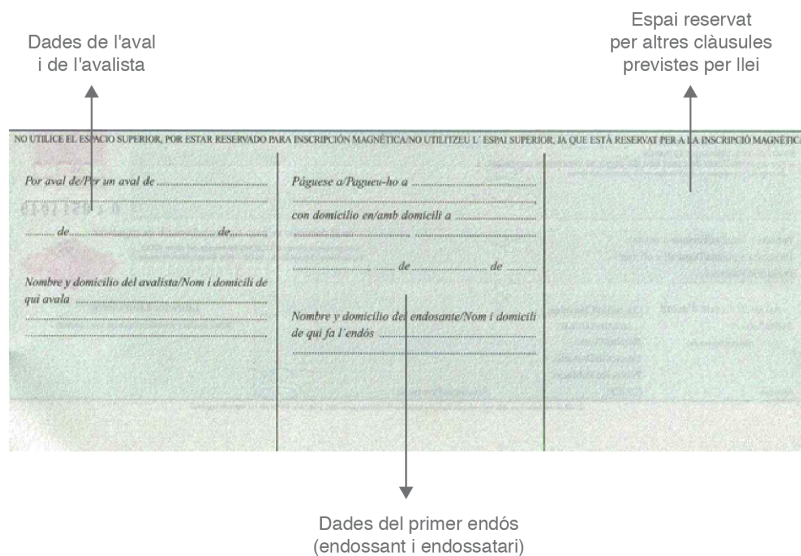 Dades de l'aval
i de l'avalista
Espai reservat
per altres clàusules
previstes per llei
NO UTILICE EL ESPACIO SUPERIOR, POR ESTAR RESERVADO PARA INSCRIPCIÓN MAGNÉTICA/NO UTILITZEU L' ESPAI SUPERIOR, JA QUE ESTÀ RESERVAT PER A LA INSCRIPCIÓ MAGNÈTICA
Por aval de/Per un aval de ..............................
.............................................................
....... de............................................ de..........
Nombre y domicilio del avalista/Nom i domicili de
qui avala ....................................................
.............................................................
.............................................................
Páguese a/Pagueu-ho a ..................................
.............................................................
con domicilio en/amb domicili a ......................
............................., ..............................
..................., ..... de .................... de .......
Nombre y domicilio del endosante/Nom i domicili
de qui fa l'endós ..........................................
.............................................................
Dades del primer endós
(endossant i endossatari)